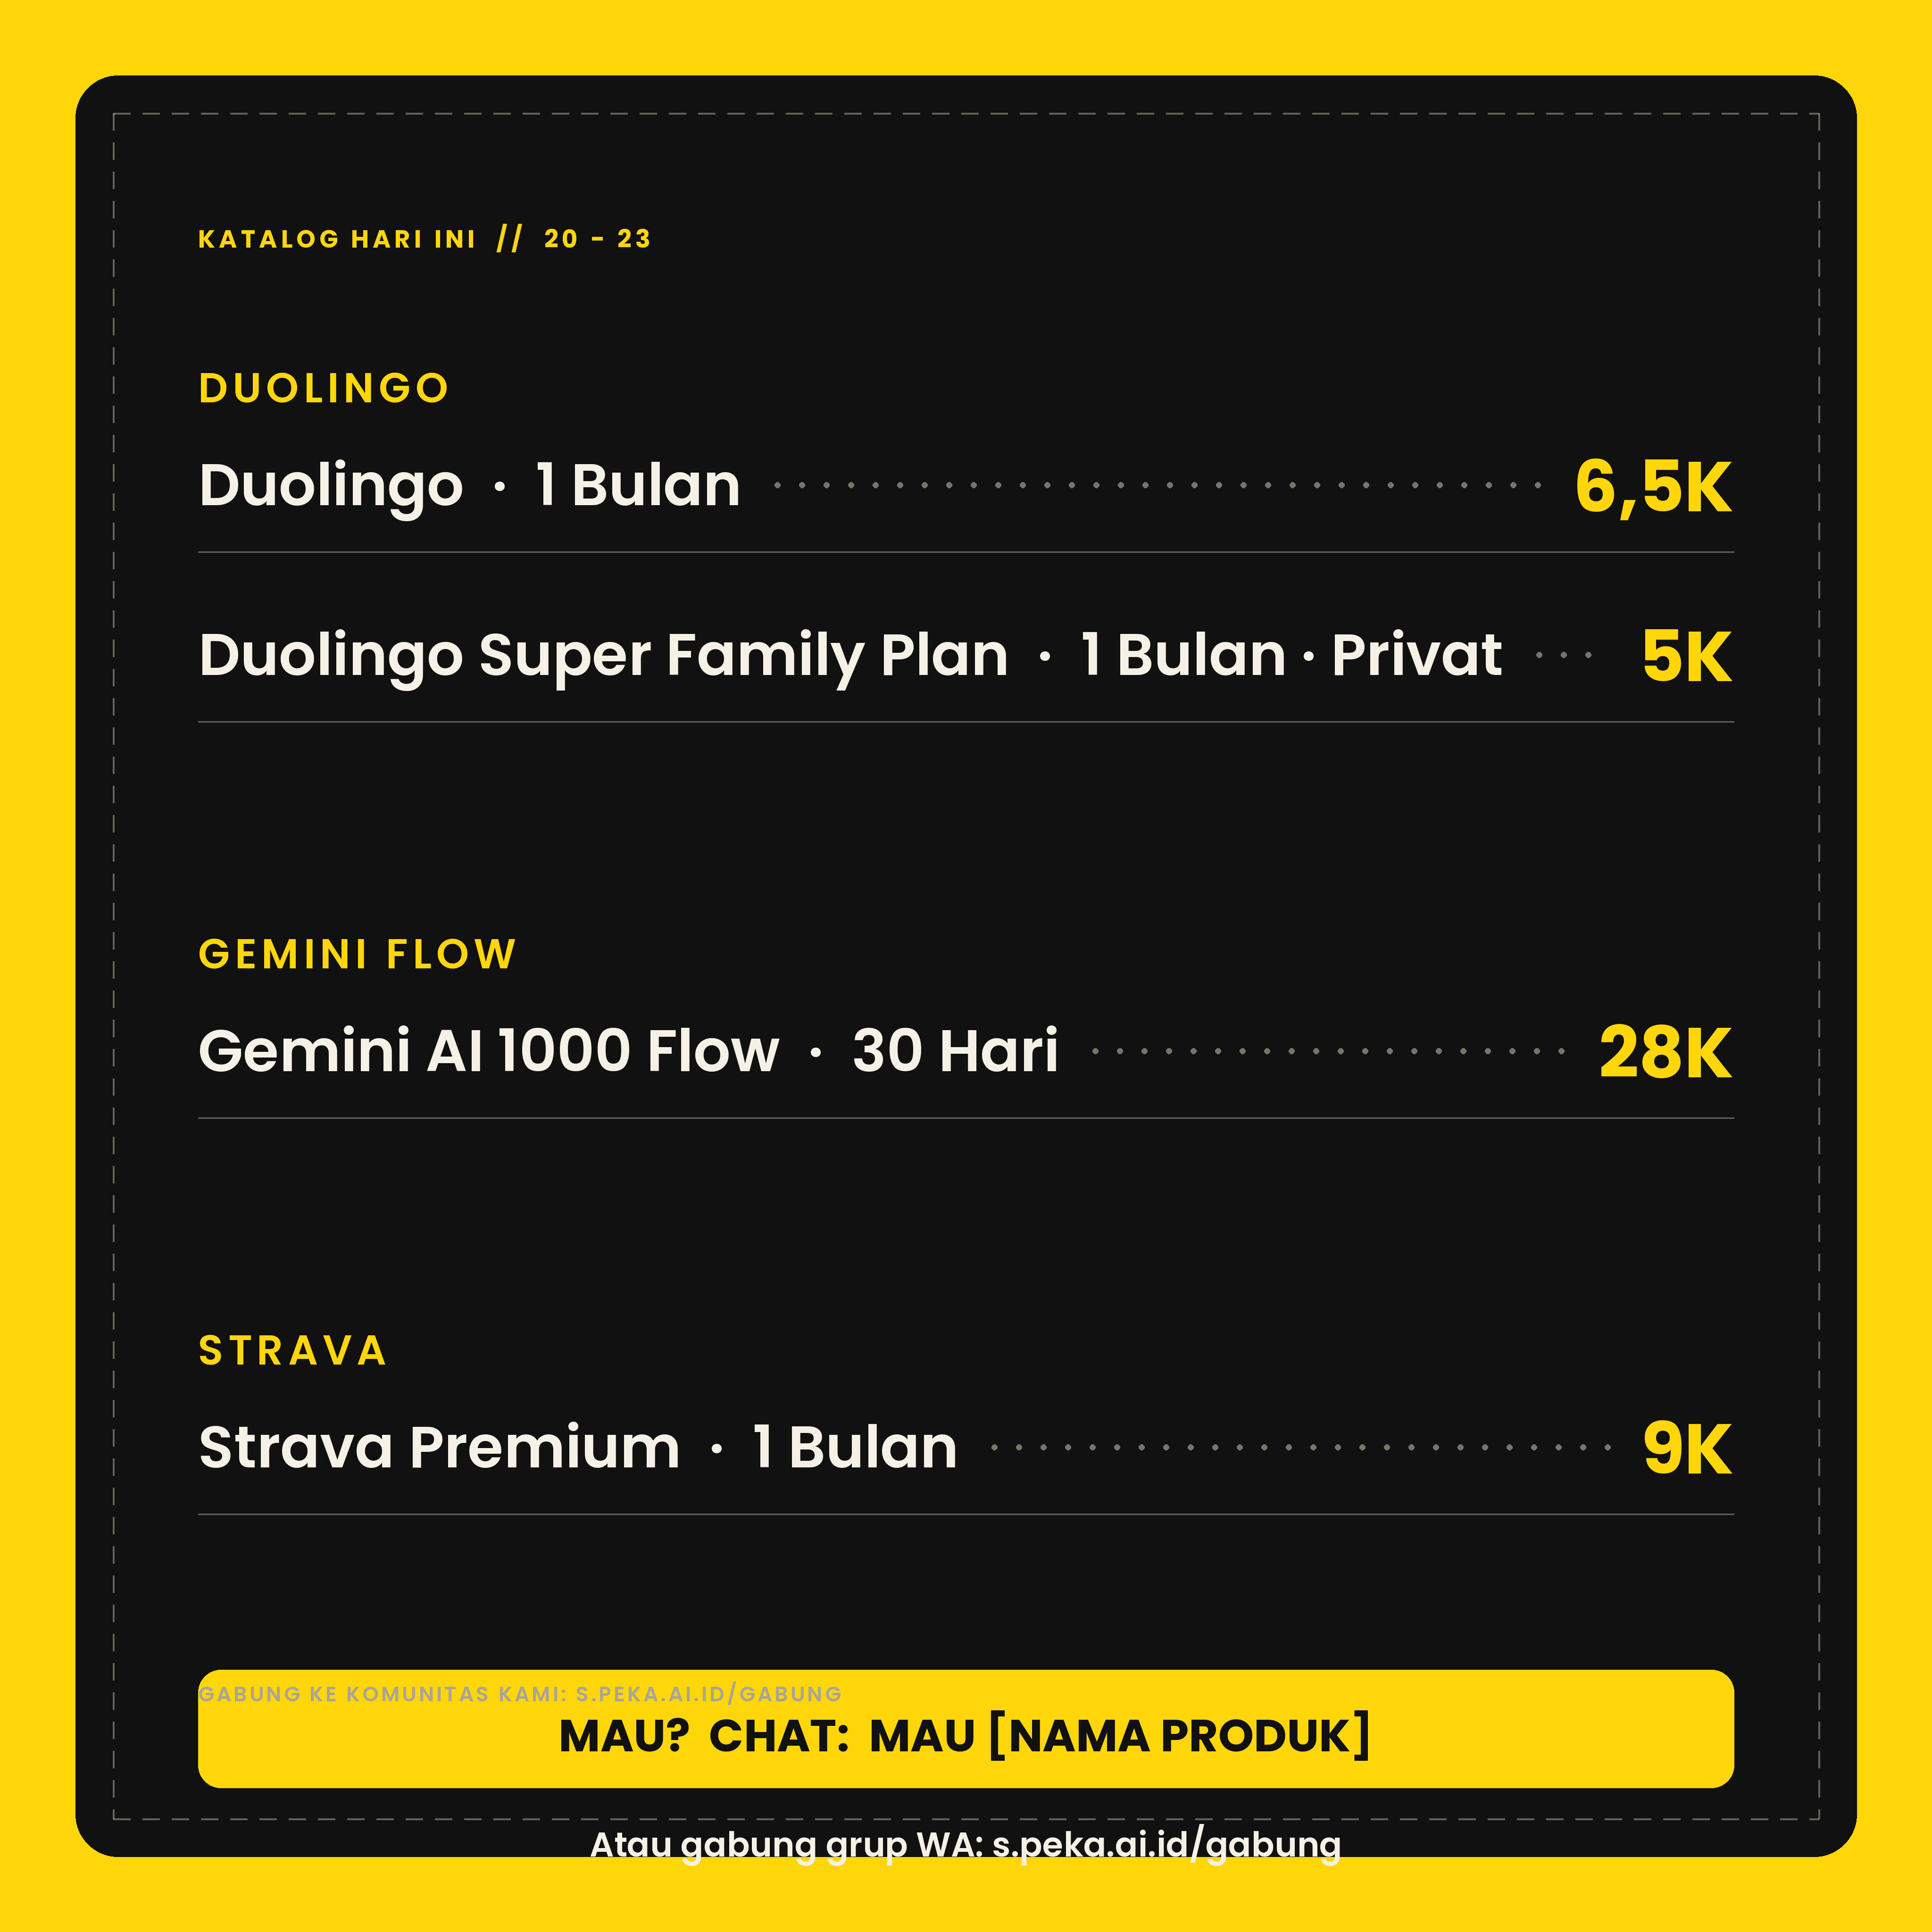 KATALOG HARI INI // 20 - 23
DUOLINGO
Duolingo · 1 Bulan 6,5K
Duolingo Super Family Plan · 1 Bulan · Privat 5K
GEMINI FLOW
Gemini AI 1000 Flow · 30 Hari 28K
STRAVA
Strava Premium · 1 Bulan 9K
GABUNG KE KOMUNITAS KAMI: S.PEKA.AI.ID/GABUNG
MAU? CHAT: MAU [NAMA PRODUK]
Atau gabung grup WA: s.peka.ai.id/gabung